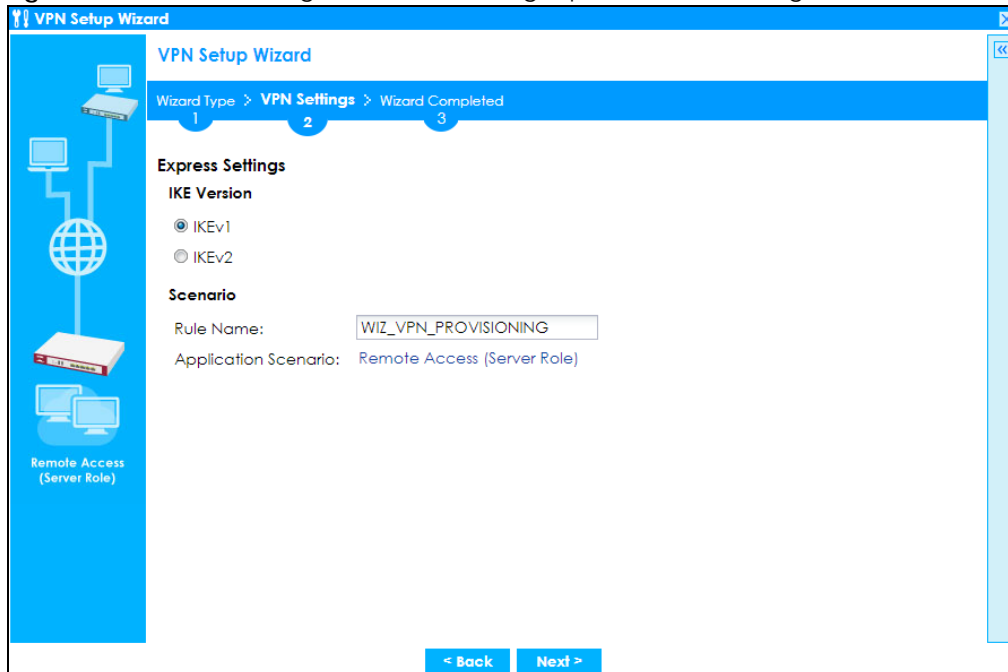 VPN Setup Wizard
VPN Setup Wizard
Wizard Type > VPN Settings > Wizard Completed
1 2 3
Express Settings
IKE Version
IKEv1
IKEv2
Scenario
Rule Name: WIZ_VPN_PROVISIONING
Application Scenario: Remote Access (Server Role)
Remote Access
(Server Role)
< Back Next >